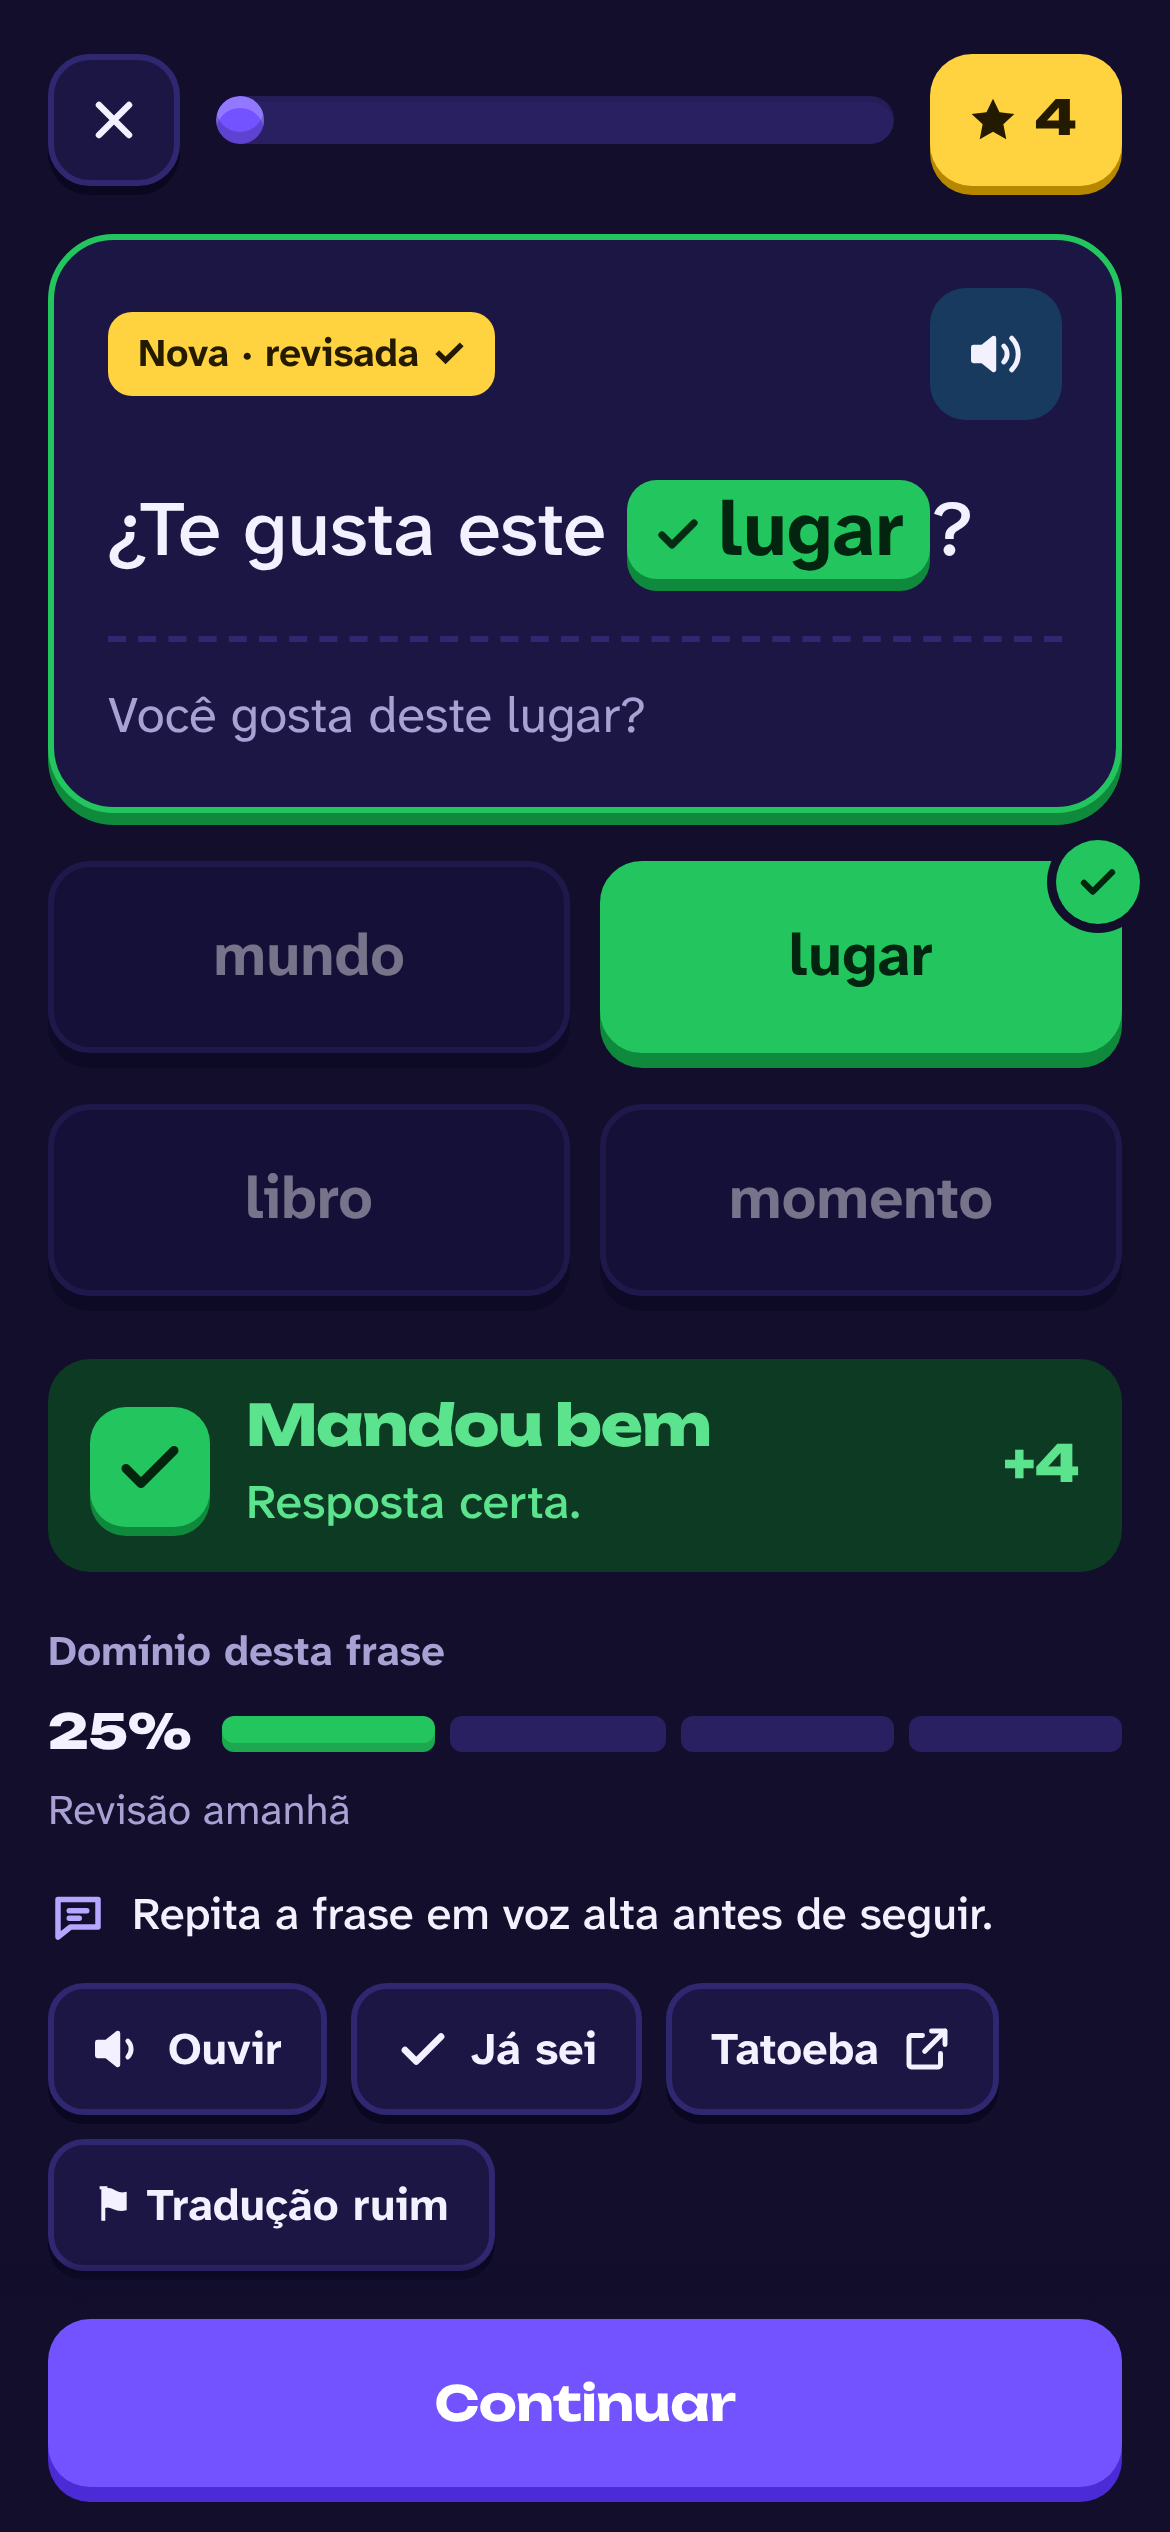 4
Nova · revisada
¿Te gusta este lugar?
Você gosta deste lugar?
mundo
lugar
libro
momento
Mandou bem
+4
Resposta certa.
Domínio desta frase
25%
Revisão amanhã
Repita a frase em voz alta antes de seguir.
Ouvir
Já sei
Tatoeba
Tradução ruim
Continuar